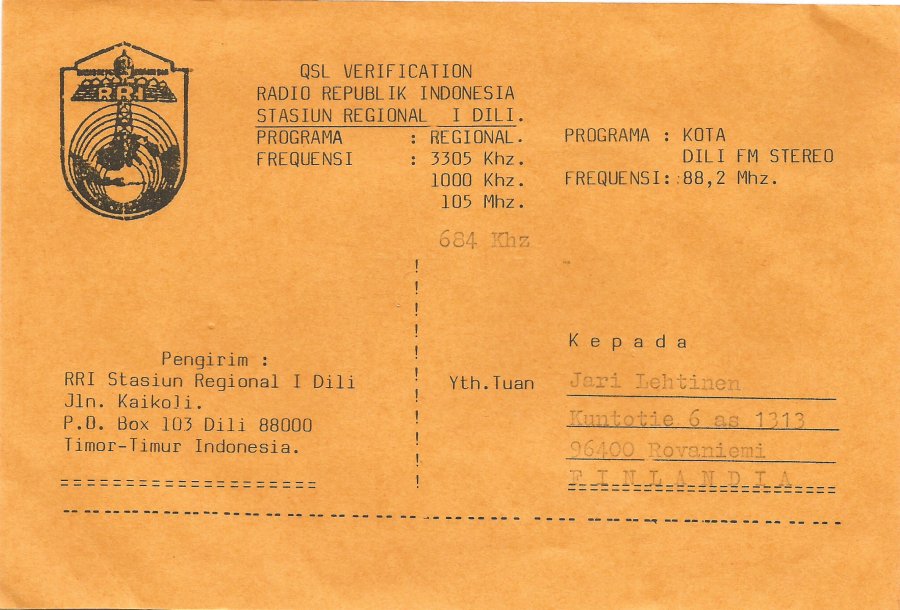 RRI
QSL VERIFICATION
RADIO REPUBLIK INDONESIA
STASIUN REGIONAL I DILI.
PROGRAMA : REGIONAL.
FREQUENSI : 3305 Khz.
1000 Khz.
105 Mhz.
684 Khz
PROGRAMA : KOTA
DILI FM STEREO
FREQUENSI: 88,2 Mhz.
Pengirim :
RRI Stasiun Regional I Dili
Jln. Kaikoli.
P.O. Box 103 Dili 88000
Timor-Timur Indonesia.
Kepada
Yth.Tuan Jari Lehtinen
Kuntotie 6 as 1313
96400 Rovaniemi
FINLANDIA